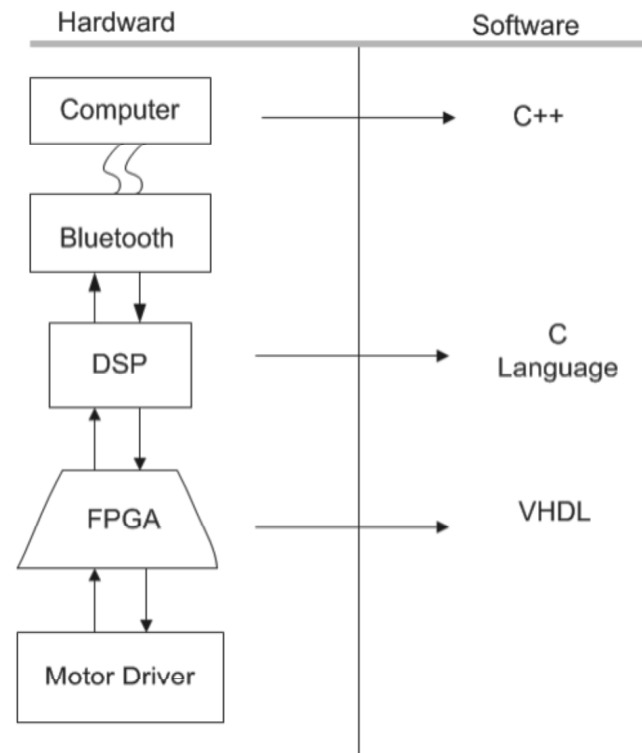 Hardward
Software
Computer
C++
Bluetooth
DSP
C
Language
FPGA
VHDL
Motor Driver